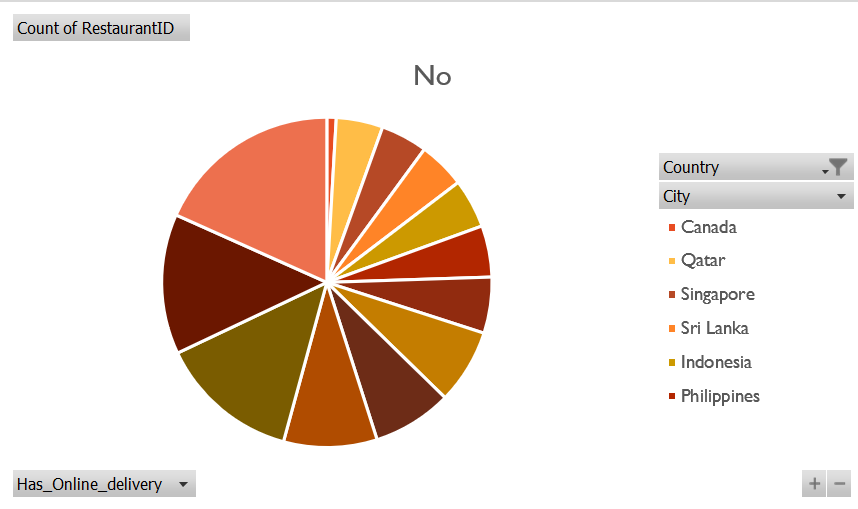 Count of RestaurantID
No
Country
City
Canada
Qatar
Singapore
Sri Lanka
Indonesia
Philippines
Has_Online_delivery
+ −